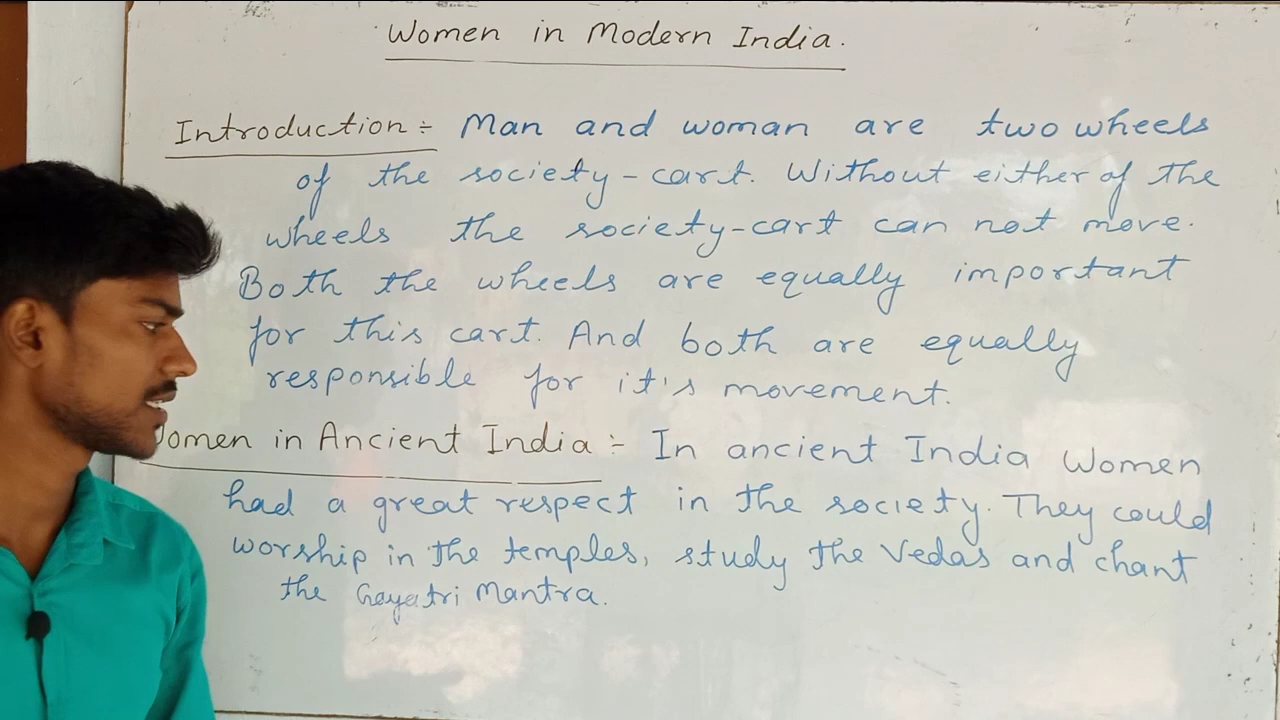 Women in Modern India.
Introduction :- Man and woman are two wheels
of the society-cart. Without either of the
wheels the society-cart can not move.
Both the wheels are equally important
for this cart. And both are equally
responsible for it's movement.
Women in Ancient India :- In ancient India Women
had a great respect in the society. They could
worship in the temples, study the Vedas and chant
the Gayatri Mantra.